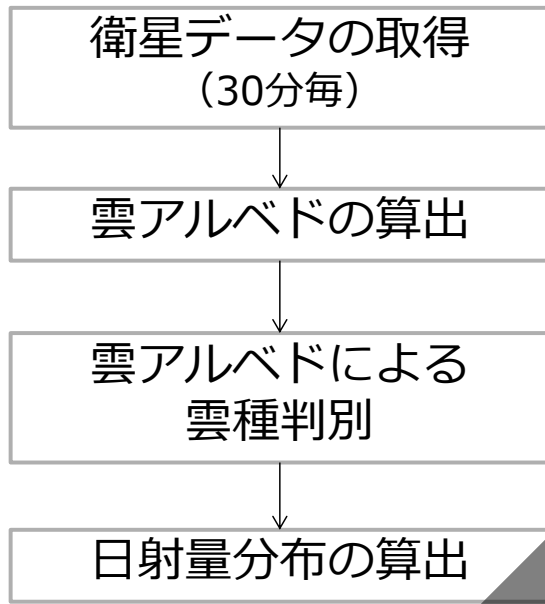 衛星データの取得
（30分毎）
雲アルベドの算出
雲アルベドによる
雲種判別
日射量分布の算出